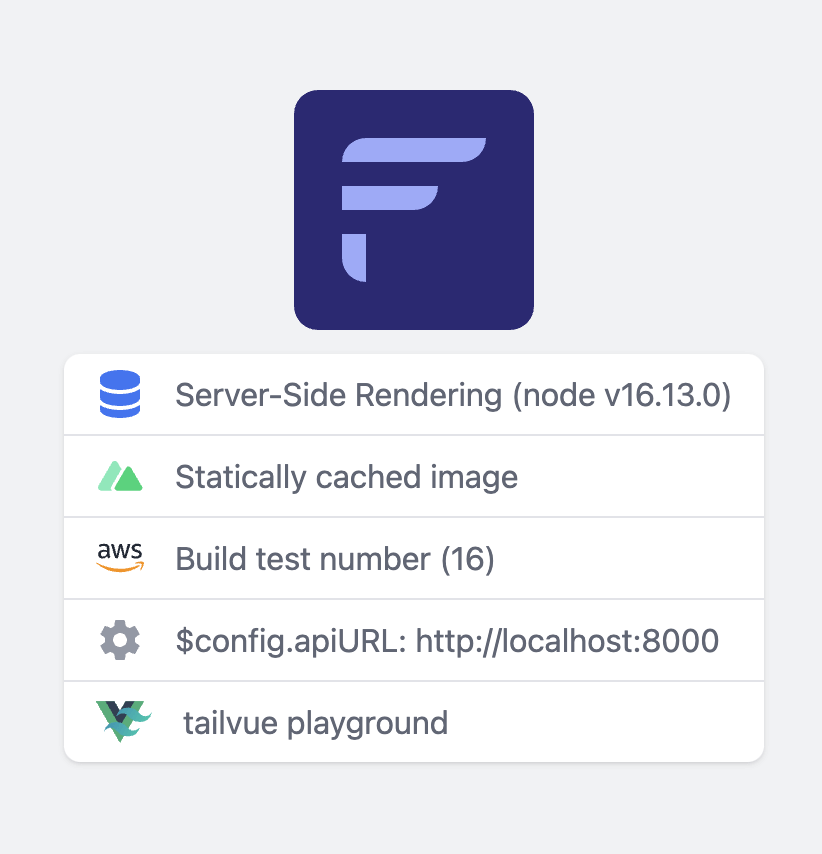 Server-Side Rendering (node v16.13.0)
Statically cached image
aws
Build test number (16)
$config.apiURL: http://localhost:8000
tailvue playground